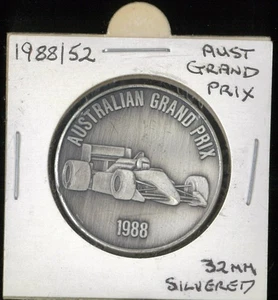 1988/52
AUST
GRAND
PRIX
AUSTRALIAN GRAND PRIX
1988
32MM
SILVERED